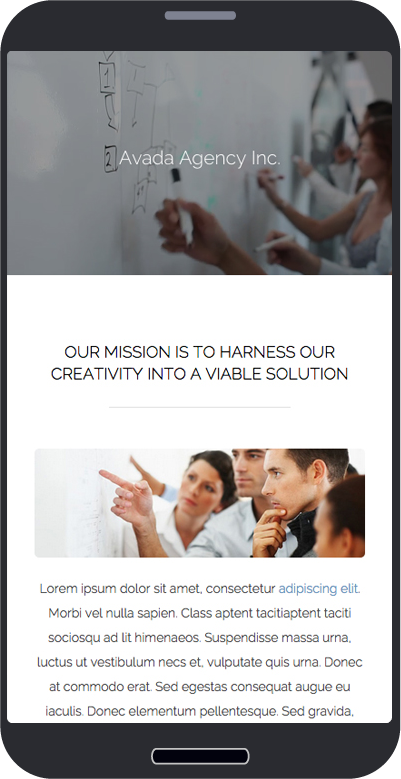 1
2
Avada Agency Inc.
OUR MISSION IS TO HARNESS OUR
CREATIVITY INTO A VIABLE SOLUTION
Lorem ipsum dolor sit amet, consectetur adipiscing elit.
Morbi vel nulla sapien. Class aptent tacitiaptent taciti
sociosqu ad lit himenaeos. Suspendisse massa urna,
luctus ut vestibulum necs et, vulputate quis urna. Donec
at commodo erat. Sed egestas consequat augue eu
iaculis. Donec elementum pellentesque. Sed gravida,